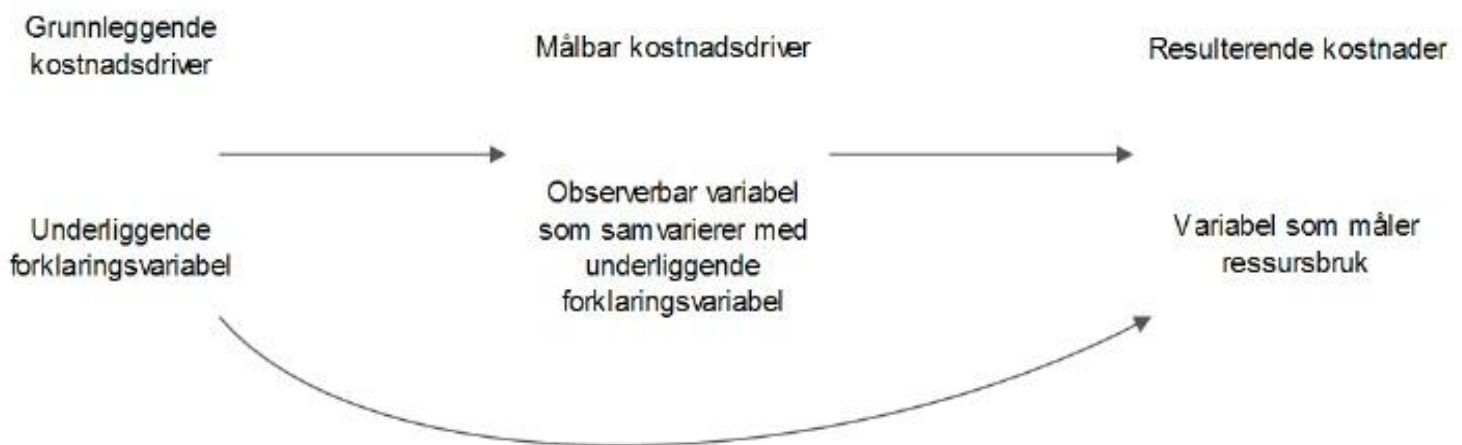 Grunnleggende
kostnadsdriver
Målbar kostnadsdriver
Resulterende kostnader
Underliggende
forklaringsvariabel
Observerbar variabel
som samvarierer med
underliggende
forklaringsvariabel
Variabel som måler
ressursbruk